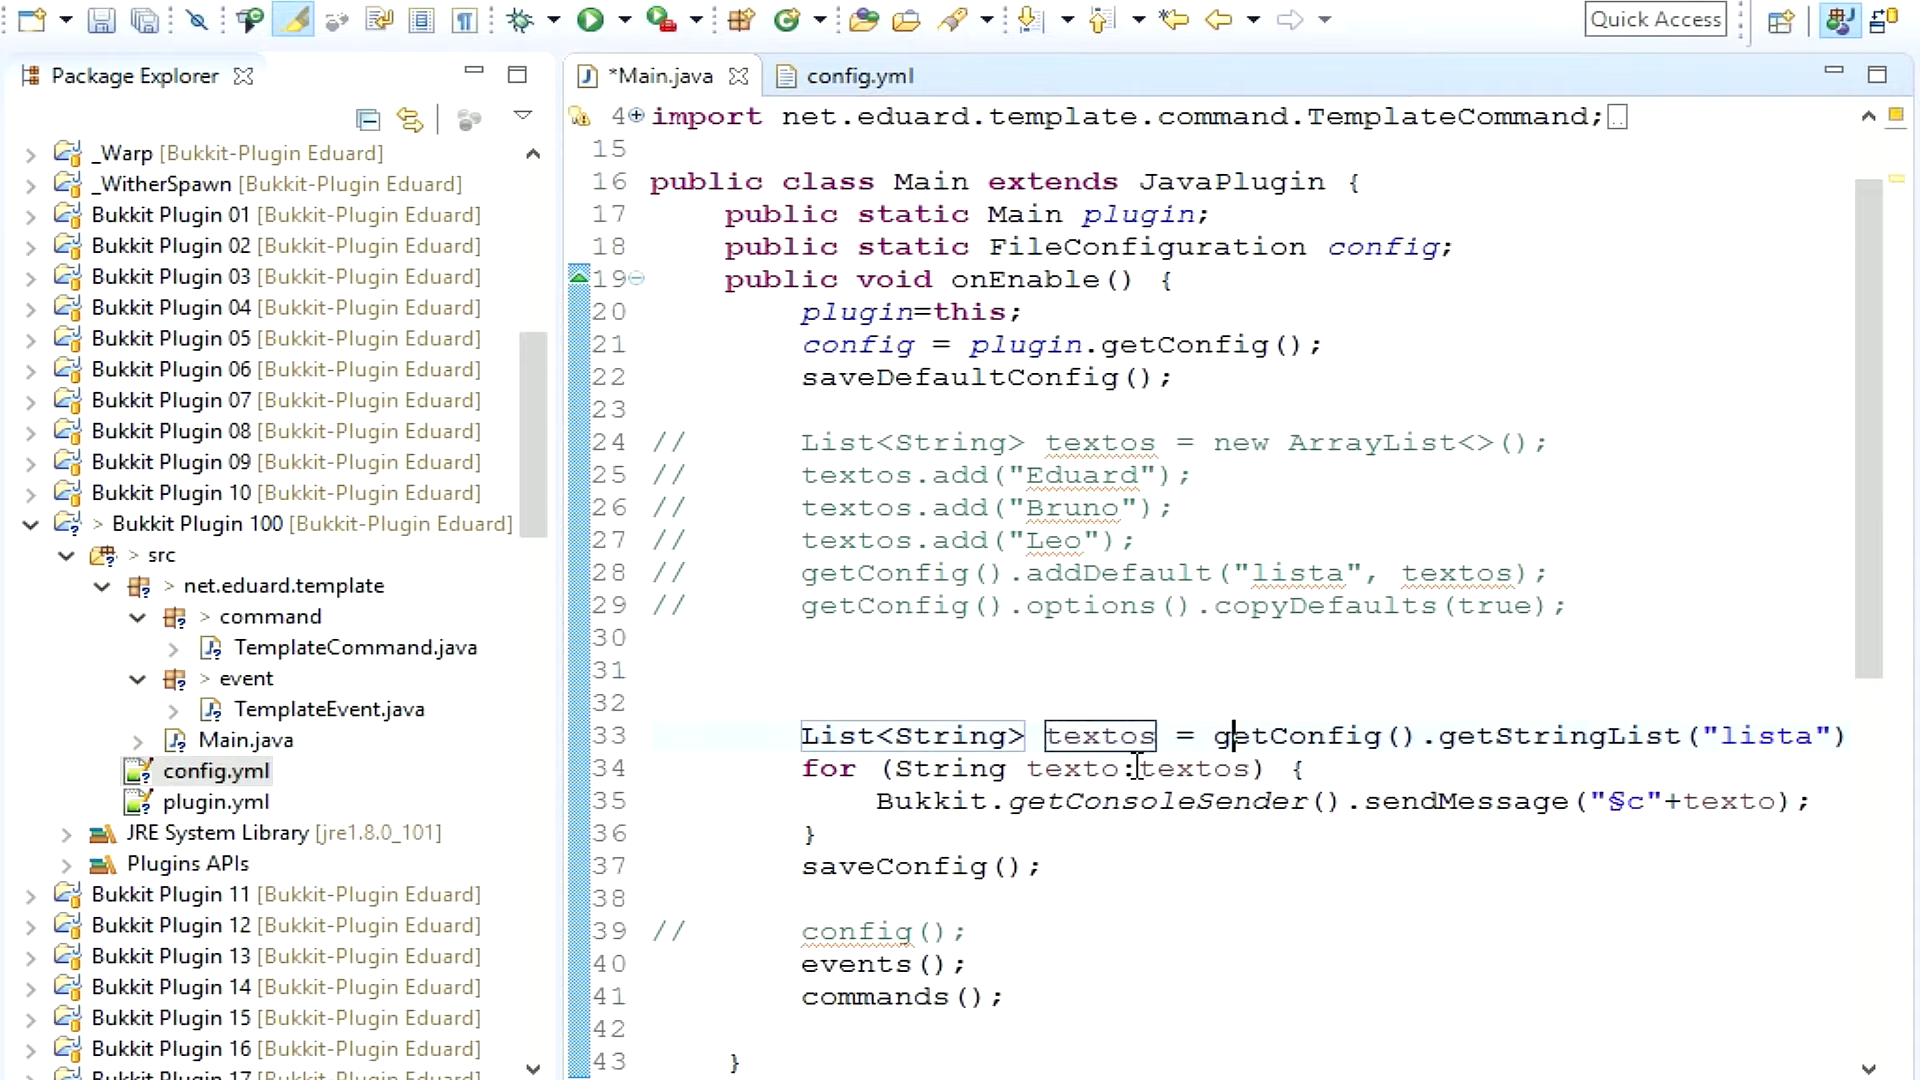 Quick Access
Package Explorer
*Main.java
config.yml
_Warp [Bukkit-Plugin Eduard]
_WitherSpawn [Bukkit-Plugin Eduard]
Bukkit Plugin 01 [Bukkit-Plugin Eduard]
Bukkit Plugin 02 [Bukkit-Plugin Eduard]
Bukkit Plugin 03 [Bukkit-Plugin Eduard]
Bukkit Plugin 04 [Bukkit-Plugin Eduard]
Bukkit Plugin 05 [Bukkit-Plugin Eduard]
Bukkit Plugin 06 [Bukkit-Plugin Eduard]
Bukkit Plugin 07 [Bukkit-Plugin Eduard]
Bukkit Plugin 08 [Bukkit-Plugin Eduard]
Bukkit Plugin 09 [Bukkit-Plugin Eduard]
Bukkit Plugin 10 [Bukkit-Plugin Eduard]
> Bukkit Plugin 100 [Bukkit-Plugin Eduard]
> src
> net.eduard.template
> command
TemplateCommand.java
> event
TemplateEvent.java
Main.java
config.yml
plugin.yml
JRE System Library [jre1.8.0_101]
Plugins APIs
Bukkit Plugin 11 [Bukkit-Plugin Eduard]
Bukkit Plugin 12 [Bukkit-Plugin Eduard]
Bukkit Plugin 13 [Bukkit-Plugin Eduard]
Bukkit Plugin 14 [Bukkit-Plugin Eduard]
Bukkit Plugin 15 [Bukkit-Plugin Eduard]
Bukkit Plugin 16 [Bukkit-Plugin Eduard]
Bukkit Plugin 17 [Bukkit-Plugin Eduard]
4 import net.eduard.template.command.TemplateCommand;
15
16 public class Main extends JavaPlugin {
17 public static Main plugin;
18 public static FileConfiguration config;
19 public void onEnable() {
20 plugin=this;
21 config = plugin.getConfig();
22 saveDefaultConfig();
23
24 // List<String> textos = new ArrayList<>();
25 // textos.add("Eduard");
26 // textos.add("Bruno");
27 // textos.add("Leo");
28 // getConfig().addDefault("lista", textos);
29 // getConfig().options().copyDefaults(true);
30
31
32
33 List<String> textos = getConfig().getStringList("lista")
34 for (String texto:textos) {
35 Bukkit.getConsoleSender().sendMessage("§c"+texto);
36 }
37 saveConfig();
38
39 // config();
40 events();
41 commands();
42
43 }